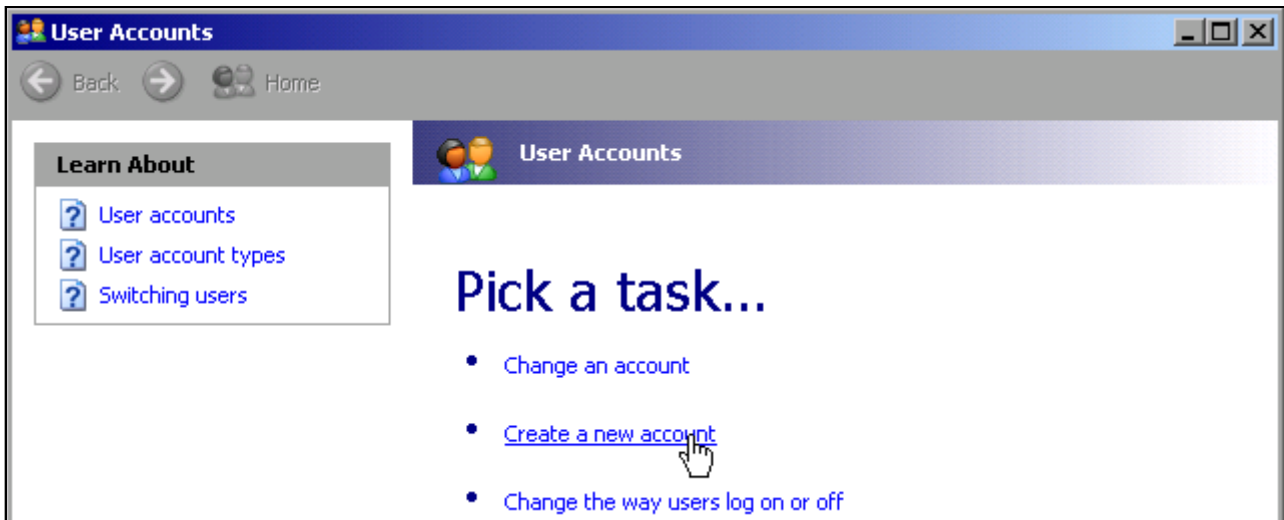 User Accounts
Back Home
Learn About
User accounts
User account types
Switching users
User Accounts
Pick a task...
Change an account
Create a new account
Change the way users log on or off